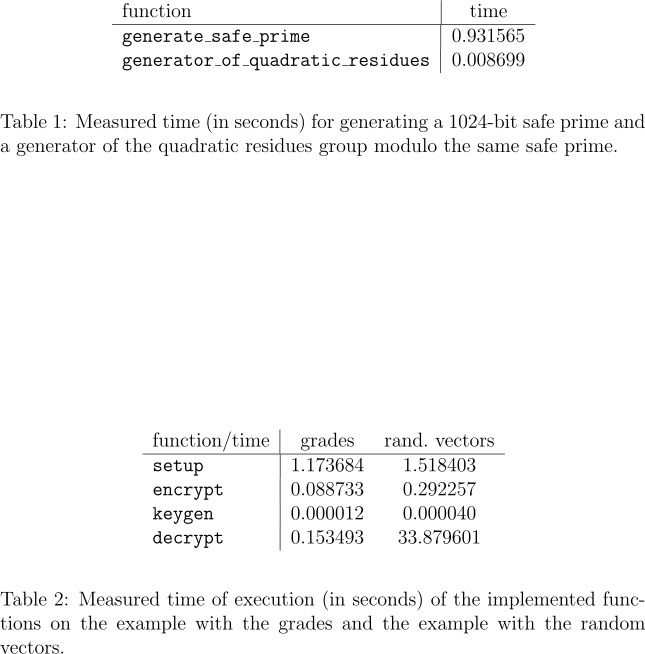 function time
generate_safe_prime 0.931565
generator_of_quadratic_residues 0.008699
Table 1: Measured time (in seconds) for generating a 1024-bit safe prime and
a generator of the quadratic residues group modulo the same safe prime.
function/time grades rand. vectors
setup 1.173684 1.518403
encrypt 0.088733 0.292257
keygen 0.000012 0.000040
decrypt 0.153493 33.879601
Table 2: Measured time of execution (in seconds) of the implemented func-
tions on the example with the grades and the example with the random
vectors.